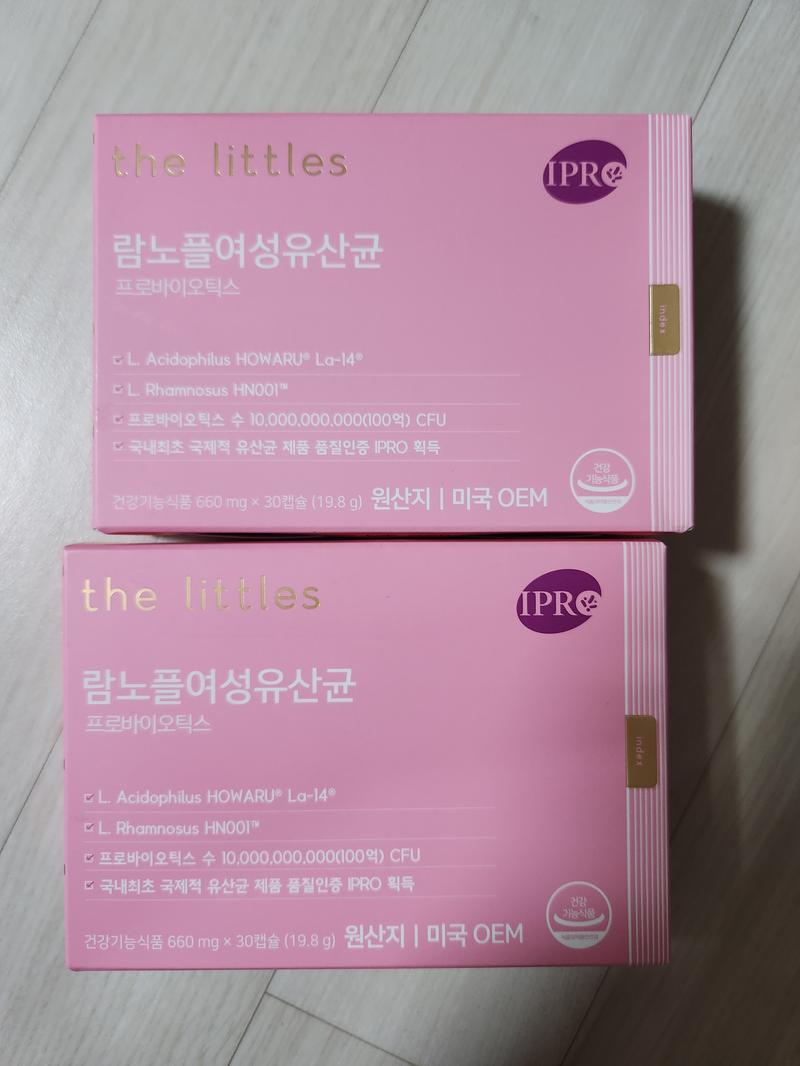 the littles
IPRO
람노플여성유산균
프로바이오틱스
index
L. Acidophilus HOWARU® La-14®
L. Rhamnosus HN001™
프로바이오틱스 수 10,000,000,000(100억) CFU
국내최초 국제적 유산균 제품 품질인증 IPRO 획득
건강
기능식품
건강기능식품 660 mg × 30캡슐 (19.8 g) 원산지 | 미국 OEM
the littles
IPRO
람노플여성유산균
프로바이오틱스
index
L. Acidophilus HOWARU® La-14®
L. Rhamnosus HN001™
프로바이오틱스 수 10,000,000,000(100억) CFU
국내최초 국제적 유산균 제품 품질인증 IPRO 획득
건강
기능식품
건강기능식품 660 mg × 30캡슐 (19.8 g) 원산지 | 미국 OEM